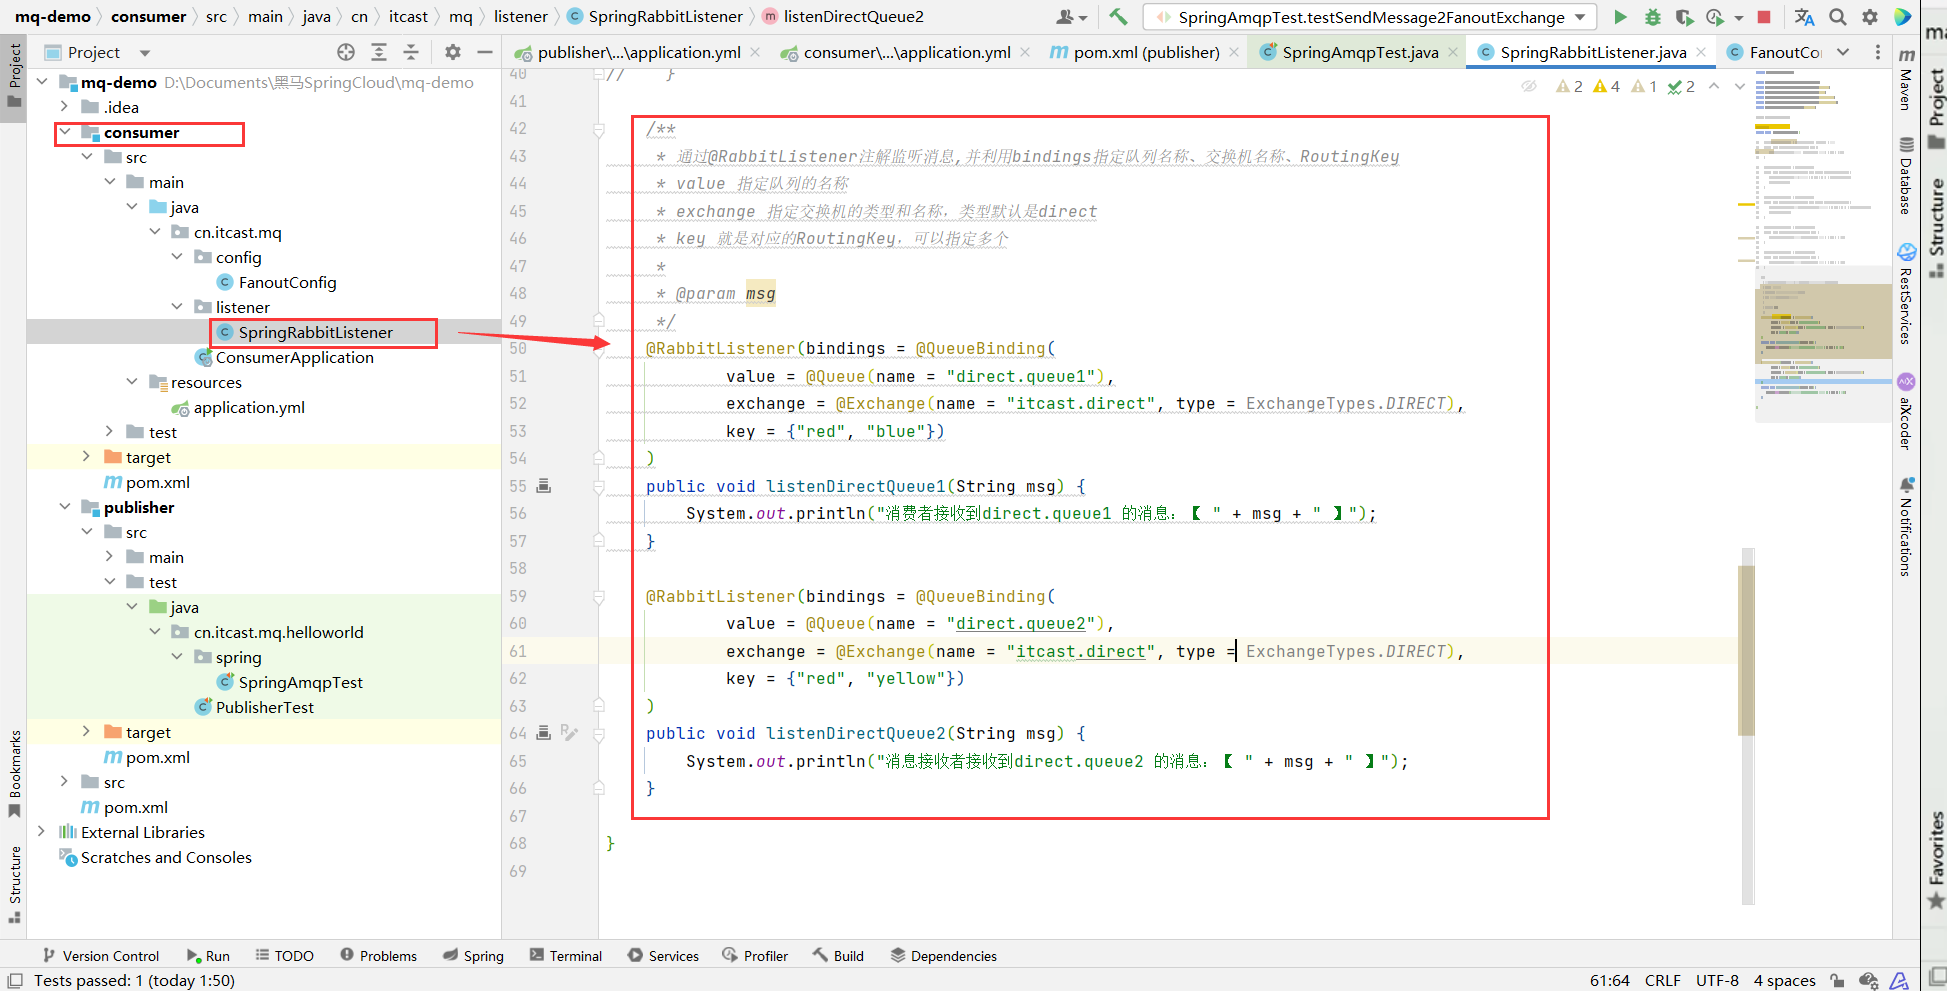 mq-demo consumer src main java cn itcast mq listener SpringRabbitListener listenDirectQueue2
SpringAmqpTest.testSendMessage2FanoutExchange
Project
publisher\...\application.yml
consumer\...\application.yml
pom.xml (publisher)
SpringAmqpTest.java
SpringRabbitListener.java
FanoutCo
mq-demo D:\Documents\黑马SpringCloud\mq-demo
.idea
consumer
src
main
java
cn.itcast.mq
config
FanoutConfig
listener
SpringRabbitListener
ConsumerApplication
resources
application.yml
test
target
pom.xml
publisher
src
main
test
java
cn.itcast.mq.helloworld
spring
SpringAmqpTest
PublisherTest
target
pom.xml
src
pom.xml
External Libraries
Scratches and Consoles
Project
Bookmarks
Structure
2 4 1 2
40 // }
41
42 /**
43 * 通过@RabbitListener注解监听消息,并利用bindings指定队列名称、交换机名称、RoutingKey
44 * value 指定队列的名称
45 * exchange 指定交换机的类型和名称，类型默认是direct
46 * key 就是对应的RoutingKey，可以指定多个
47 *
48 * @param msg
49 */
50 @RabbitListener(bindings = @QueueBinding(
51 value = @Queue(name = "direct.queue1"),
52 exchange = @Exchange(name = "itcast.direct", type = ExchangeTypes.DIRECT),
53 key = {"red", "blue"})
54 )
55 public void listenDirectQueue1(String msg) {
56 System.out.println("消费者接收到direct.queue1 的消息：【 " + msg + " 】");
57 }
58
59 @RabbitListener(bindings = @QueueBinding(
60 value = @Queue(name = "direct.queue2"),
61 exchange = @Exchange(name = "itcast.direct", type = ExchangeTypes.DIRECT),
62 key = {"red", "yellow"})
63 )
64 public void listenDirectQueue2(String msg) {
65 System.out.println("消息接收者接收到direct.queue2 的消息：【 " + msg + " 】");
66 }
67
68 }
69
Maven
Database
RestServices
aiXcoder
Notifications
ma
Project
Structure
Favorites
Version Control Run TODO Problems Spring Terminal Services Profiler Build Dependencies
Tests passed: 1 (today 1:50)
61:64 CRLF UTF-8 4 spaces